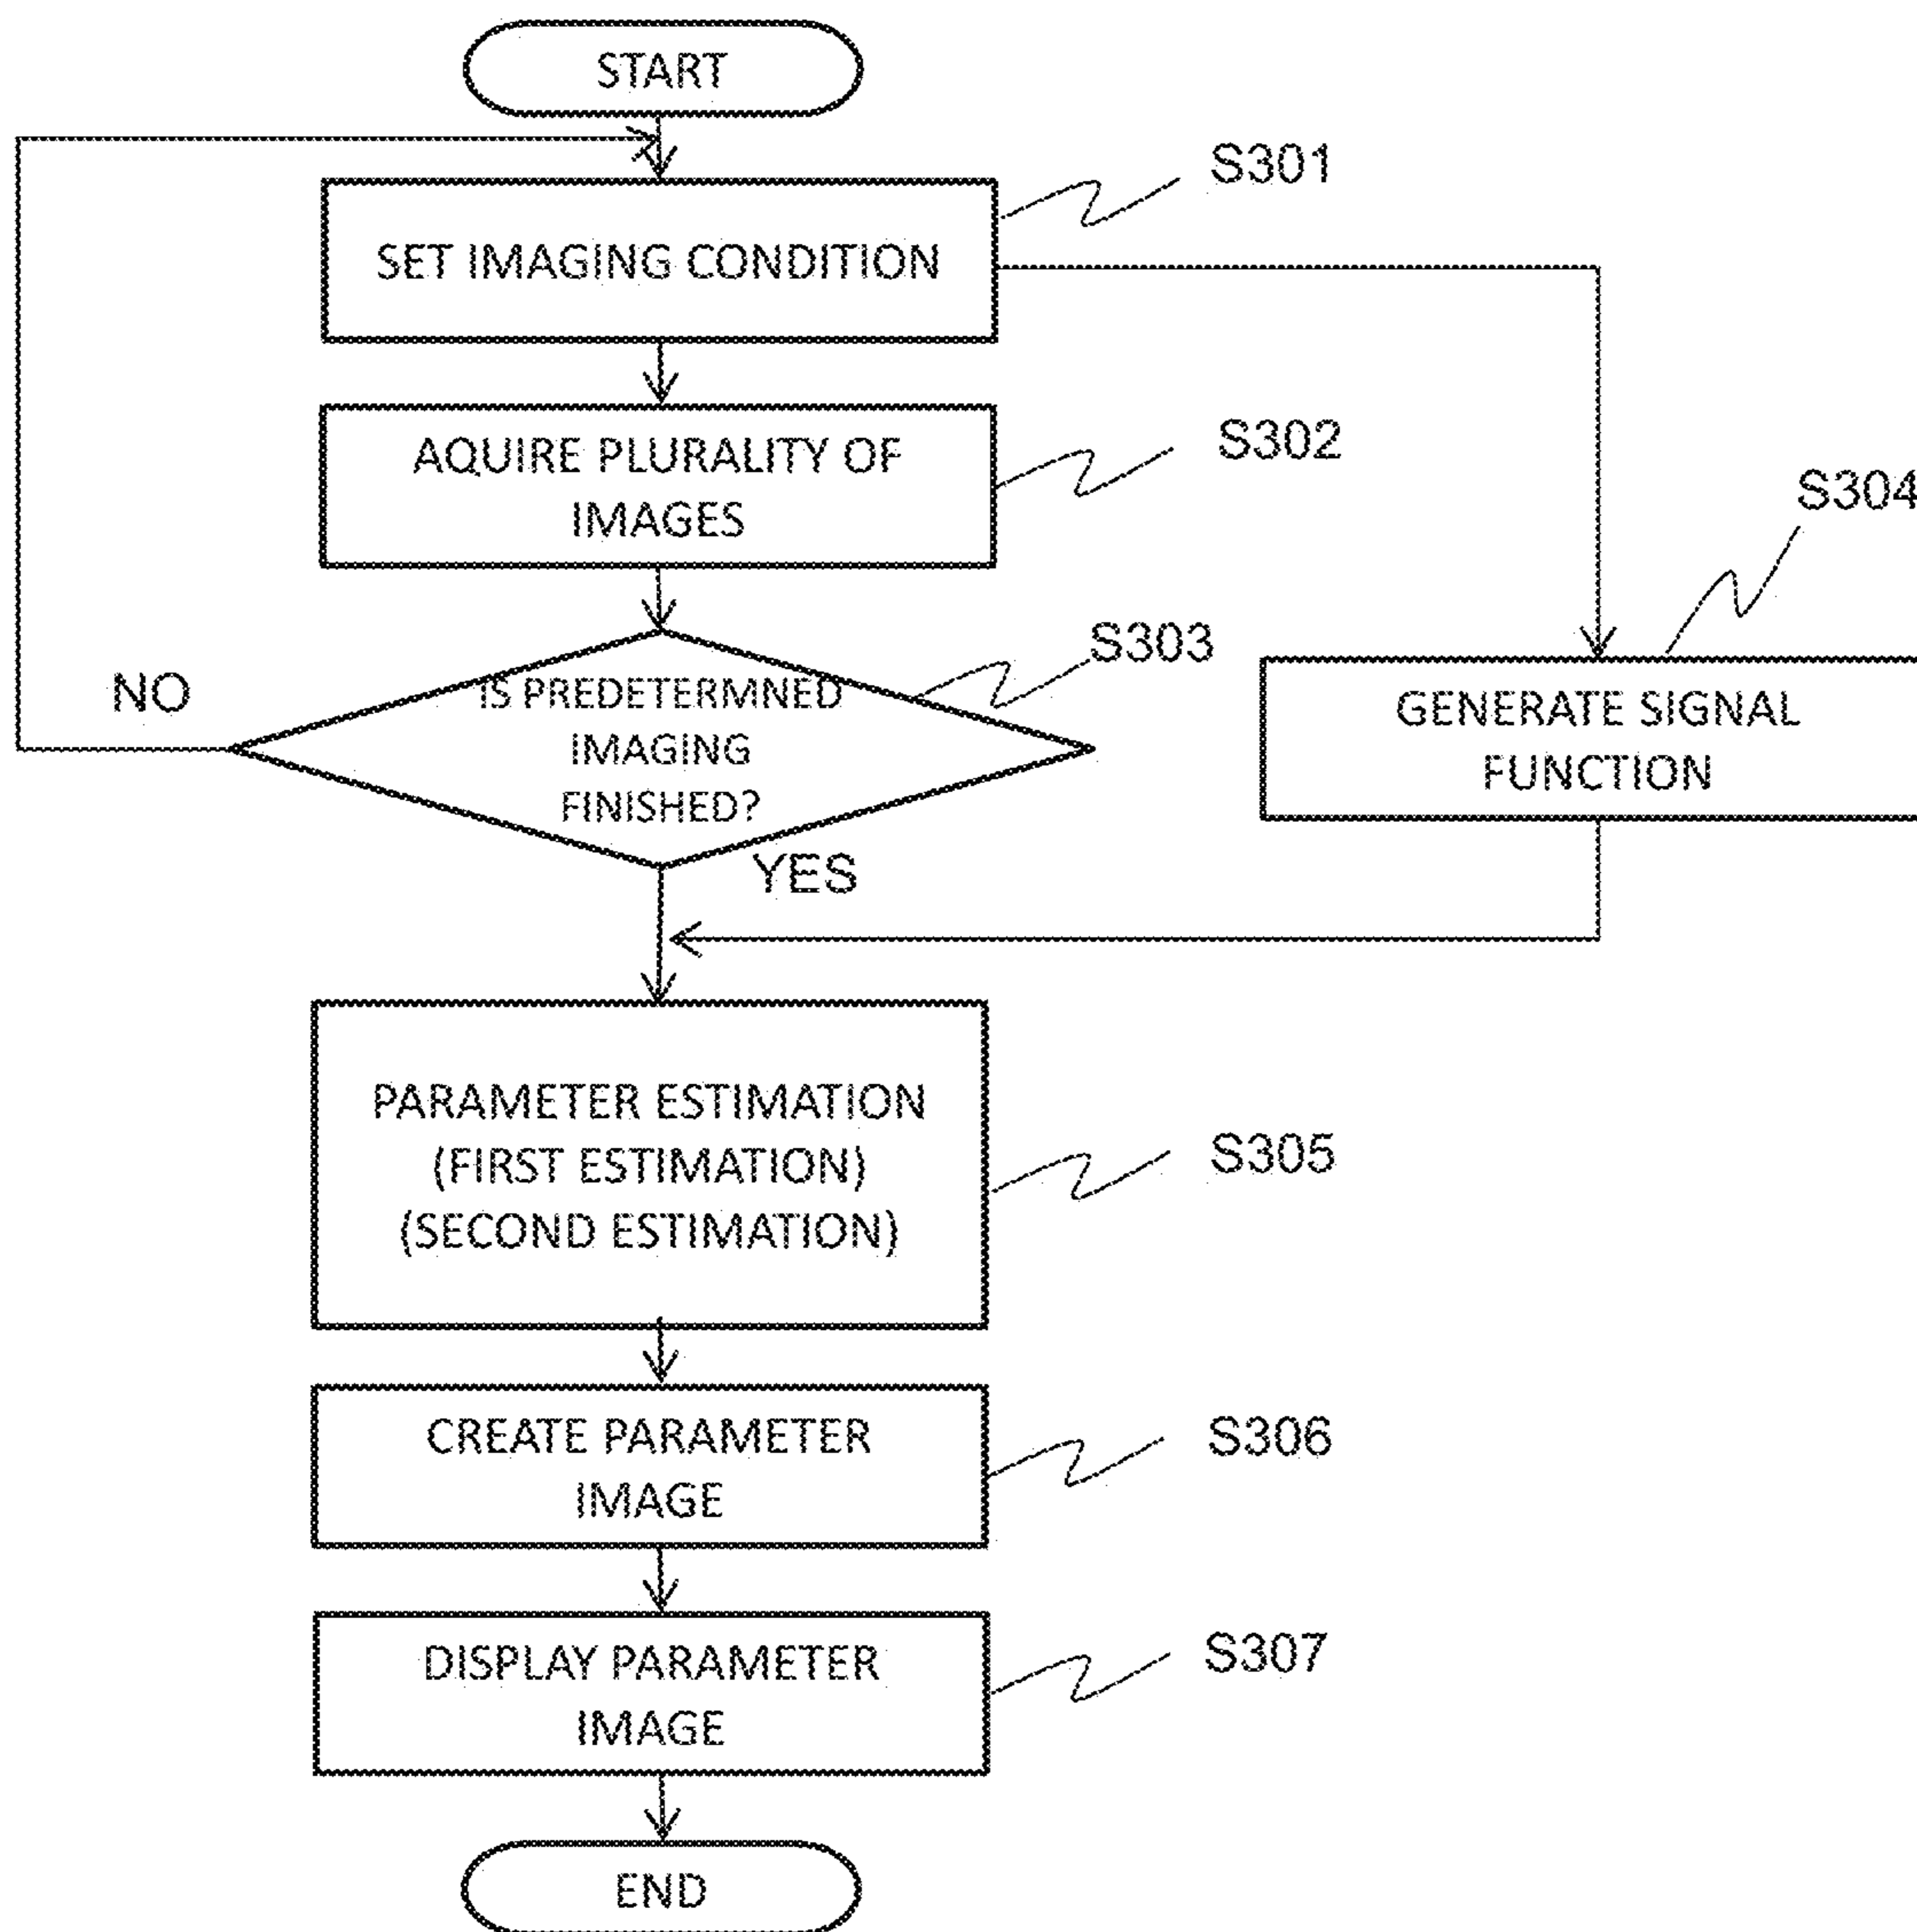 START
S301
SET IMAGING CONDITION
S302
AQUIRE PLURALITY OF
IMAGES
S304
S303
NO
IS PREDETERMNED
IMAGING
FINISHED?
GENERATE SIGNAL
FUNCTION
YES
PARAMETER ESTIMATION
(FIRST ESTIMATION)
(SECOND ESTIMATION)
S305
CREATE PARAMETER
IMAGE
S306
DISPLAY PARAMETER
IMAGE
S307
END